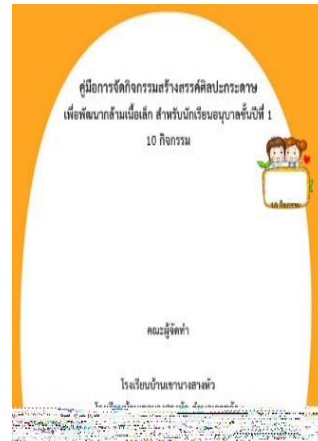 คู่มือการจัดกิจกรรมสร้างสรรค์ศิลปะกระดาษ
เพื่อพัฒนากล้ามเนื้อเล็ก สำหรับนักเรียนอนุบาลชั้นปีที่ 1
10 กิจกรรม
10 กิจกรรม
คณะผู้จัดทำ
โรงเรียนบ้านเขานางสางหัว